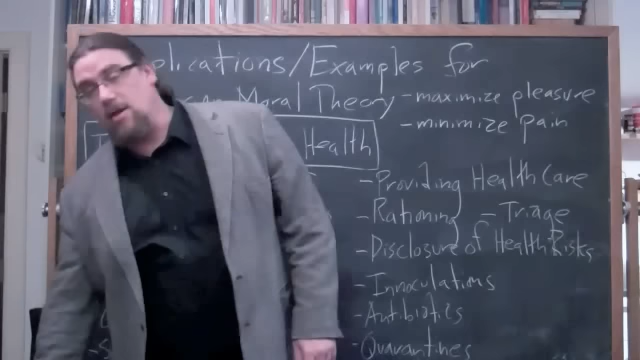 plications/Examples for
Moral Theory
- maximize pleasure
- minimize pain
Health
- Providing Health Care
- Rationing - Triage
- Disclosure of Health Risks
- Innoculations
- Antibiotics
- Quarantines